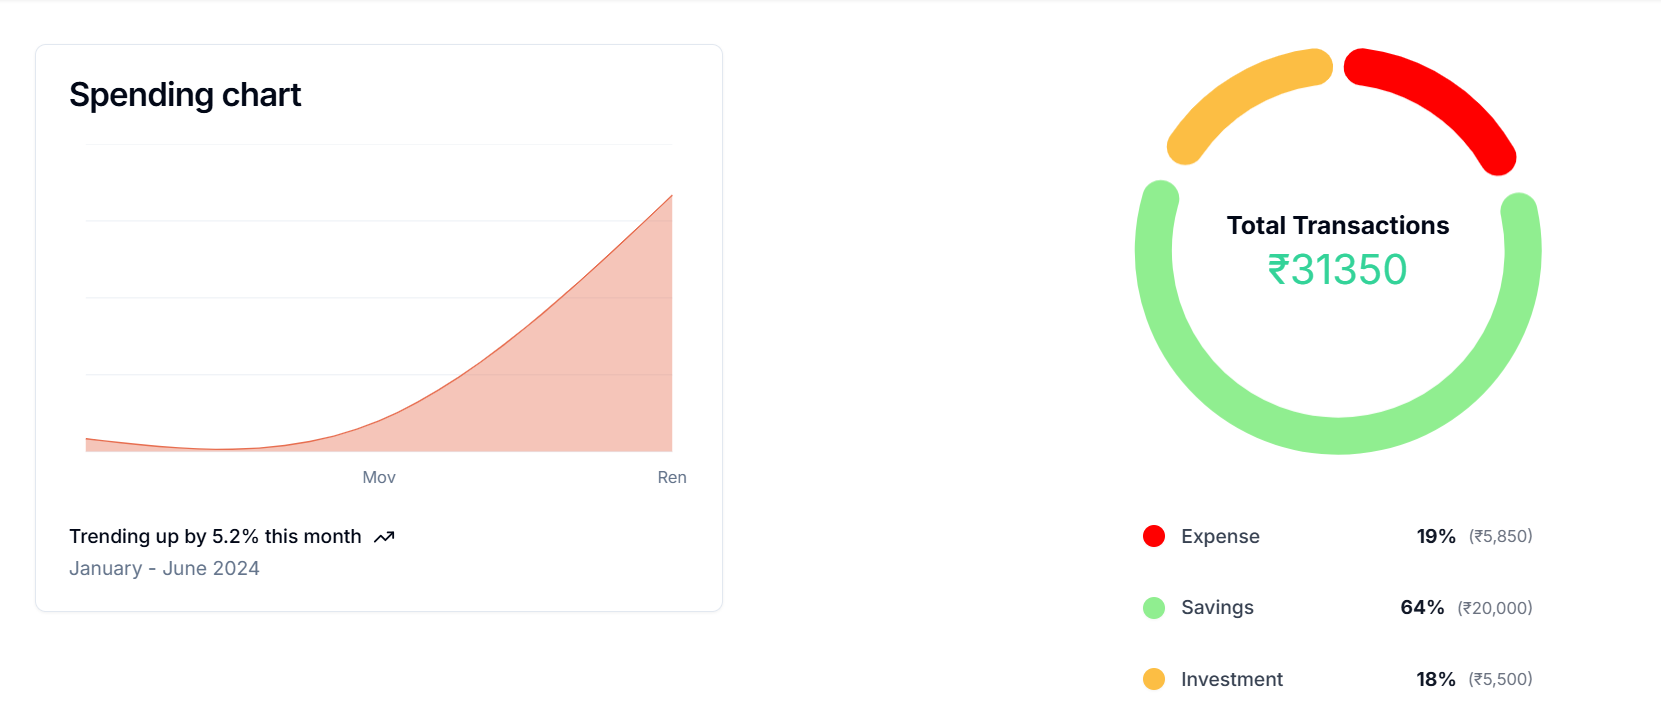 Spending chart
Mov
Ren
Trending up by 5.2% this month
January - June 2024
Total Transactions
₹31350
Expense 19% (₹5,850)
Savings 64% (₹20,000)
Investment 18% (₹5,500)